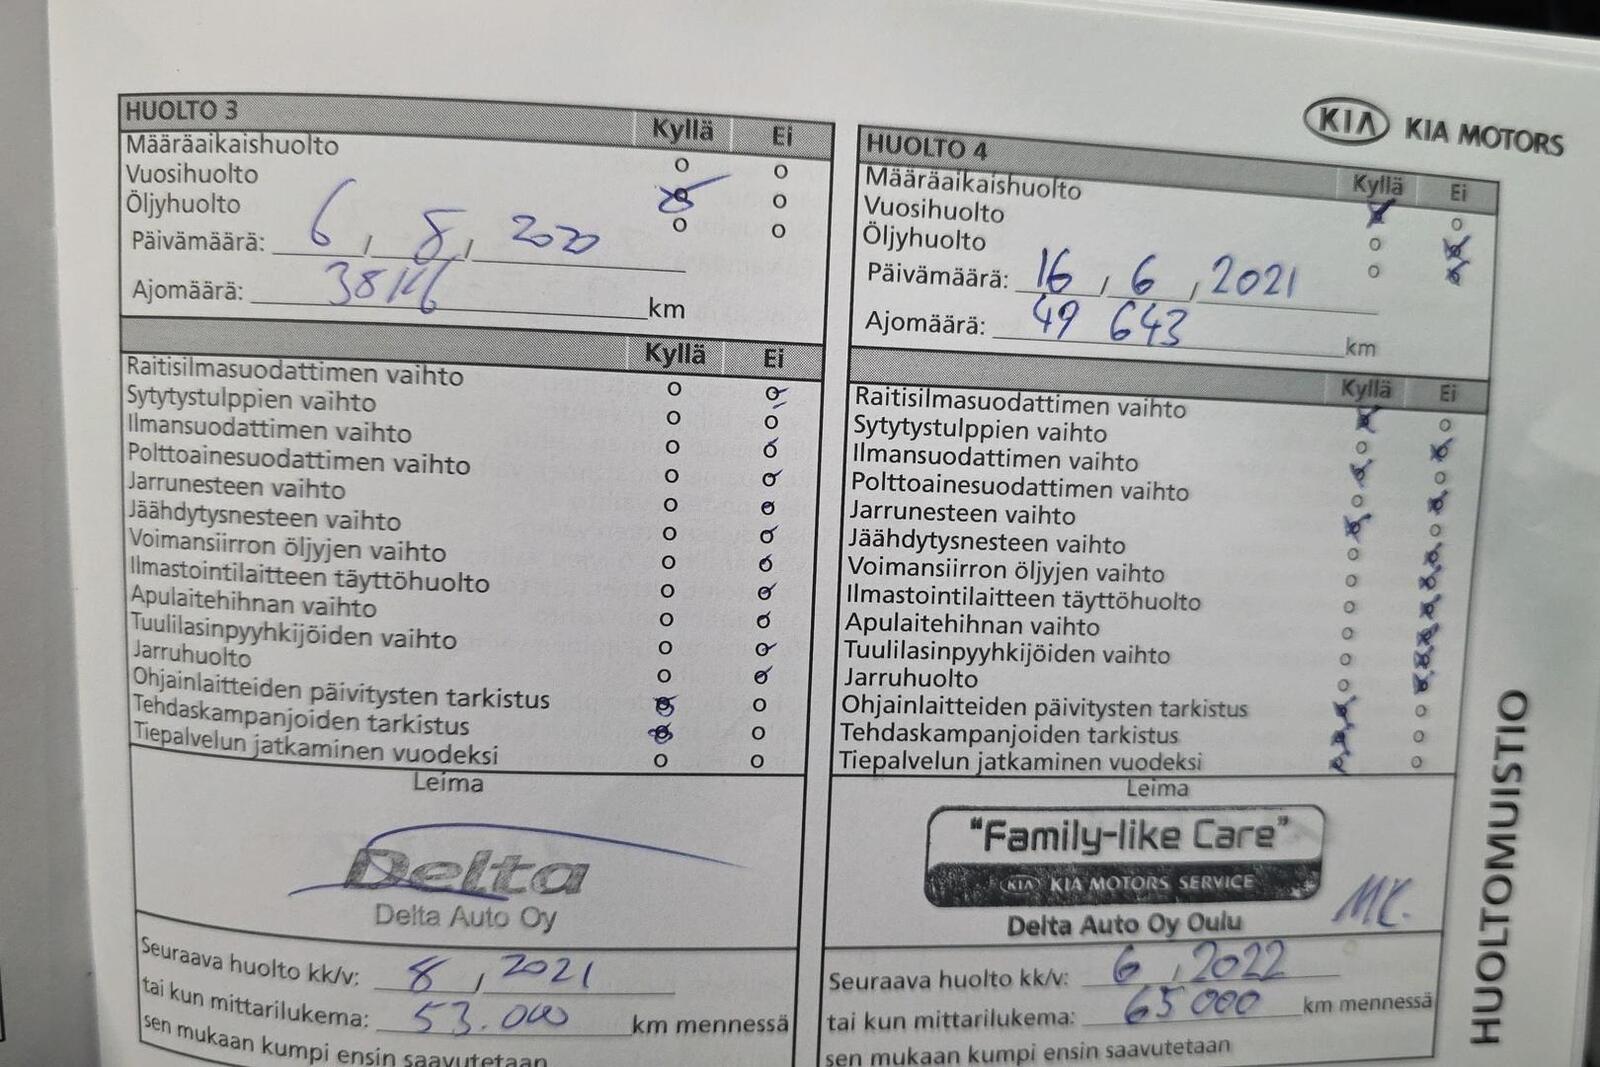 KIA KIA MOTORS
HUOLTO 3 Kyllä Ei
Määräaikaishuolto o o
Vuosihuolto o
Öljyhuolto o o
Päivämäärä: 6, 8, 2020
Ajomäärä: km
Kyllä Ei
Raitisilmasuodattimen vaihto
Sytytystulppien vaihto
Ilmansuodattimen vaihto
Polttoainesuodattimen vaihto
Jarrunesteen vaihto
Jäähdytysnesteen vaihto
Voimansiirron öljyjen vaihto
Ilmastointilaitteen täyttöhuolto
Apulaitehihnan vaihto
Tuulilasinpyyhkijöiden vaihto
Jarruhuolto
Ohjainlaitteiden päivitysten tarkistus
Tehdaskampanjoiden tarkistus
Tiepalvelun jatkaminen vuodeksi
Leima
Delta
Delta Auto Oy
Seuraava huolto kk/v: 8, 2021
tai kun mittarilukema: 53.000 km mennessä
sen mukaan kumpi ensin saavutetaan
HUOLTO 4 Kyllä Ei
Määräaikaishuolto
Vuosihuolto
Öljyhuolto
Päivämäärä: 16, 6, 2021
Ajomäärä: 49 643 km
Kyllä Ei
Raitisilmasuodattimen vaihto
Sytytystulppien vaihto
Ilmansuodattimen vaihto
Polttoainesuodattimen vaihto
Jarrunesteen vaihto
Jäähdytysnesteen vaihto
Voimansiirron öljyjen vaihto
Ilmastointilaitteen täyttöhuolto
Apulaitehihnan vaihto
Tuulilasinpyyhkijöiden vaihto
Jarruhuolto
Ohjainlaitteiden päivitysten tarkistus
Tehdaskampanjoiden tarkistus
Tiepalvelun jatkaminen vuodeksi
Leima
"Family-like Care"
KIA KIA MOTORS SERVICE
Delta Auto Oy Oulu
Seuraava huolto kk/v: 6, 2022
tai kun mittarilukema: 65 000 km mennessä
sen mukaan kumpi ensin saavutetaan
HUOLTOMUISTIO